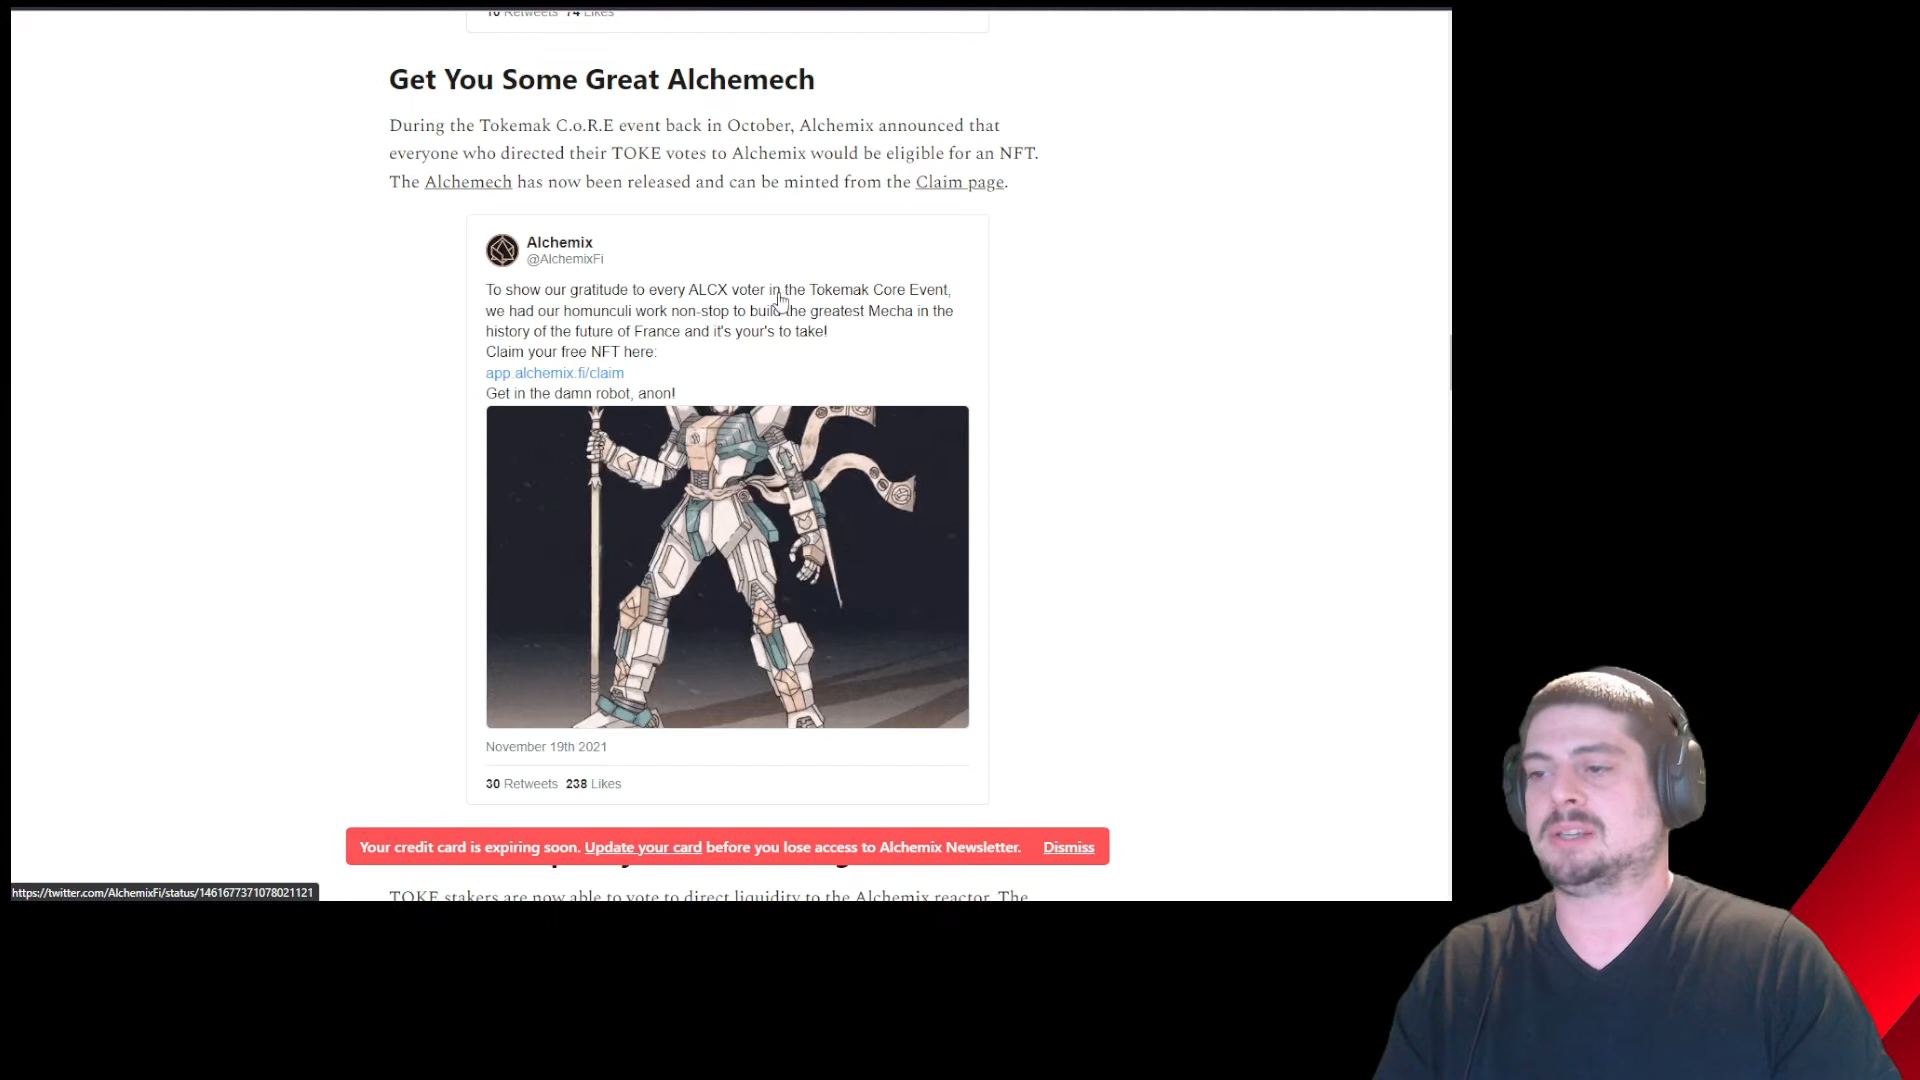 10 Retweets 74 Likes
Get You Some Great Alchemech
During the Tokemak C.o.R.E event back in October, Alchemix announced that
everyone who directed their TOKE votes to Alchemix would be eligible for an NFT.
The Alchemech has now been released and can be minted from the Claim page.
Alchemix
@AlchemixFi
To show our gratitude to every ALCX voter in the Tokemak Core Event,
we had our homunculi work non-stop to build the greatest Mecha in the
history of the future of France and it's your's to take!
Claim your free NFT here:
app.alchemix.fi/claim
Get in the damn robot, anon!
November 19th 2021
30 Retweets 238 Likes
Your credit card is expiring soon. Update your card before you lose access to Alchemix Newsletter. Dismiss
https://twitter.com/AlchemixFi/status/1461677371078021121
TOKE stakers are now able to vote to direct liquidity to the Alchemix reactor. The